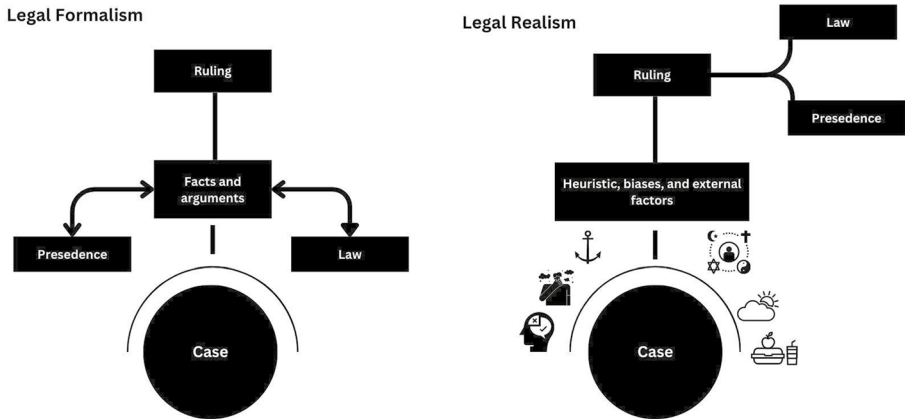 Legal Formalism
Ruling
Facts and
arguments
Presedence
Law
Case
Legal Realism
Law
Ruling
Presedence
Heuristic, biases, and external
factors
Case